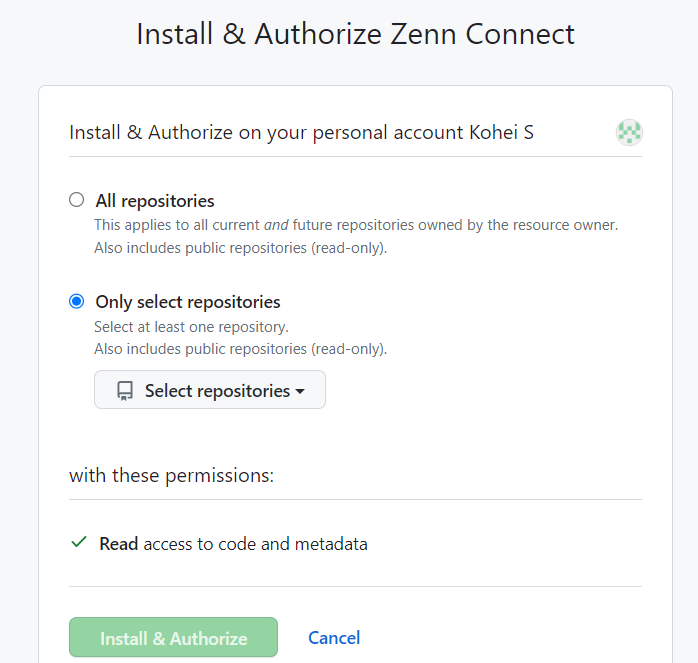 Install & Authorize Zenn Connect
Install & Authorize on your personal account Kohei S
All repositories
This applies to all current and future repositories owned by the resource owner.
Also includes public repositories (read-only).
Only select repositories
Select at least one repository.
Also includes public repositories (read-only).
Select repositories
with these permissions:
Read access to code and metadata
Install & Authorize
Cancel